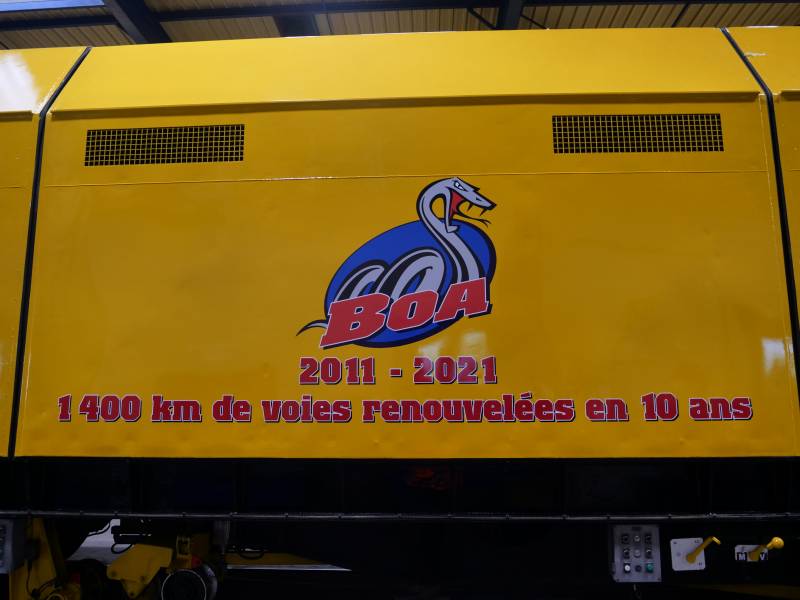 BOA
2011 - 2021
1 400 km de voies renouvelées en 10 ans